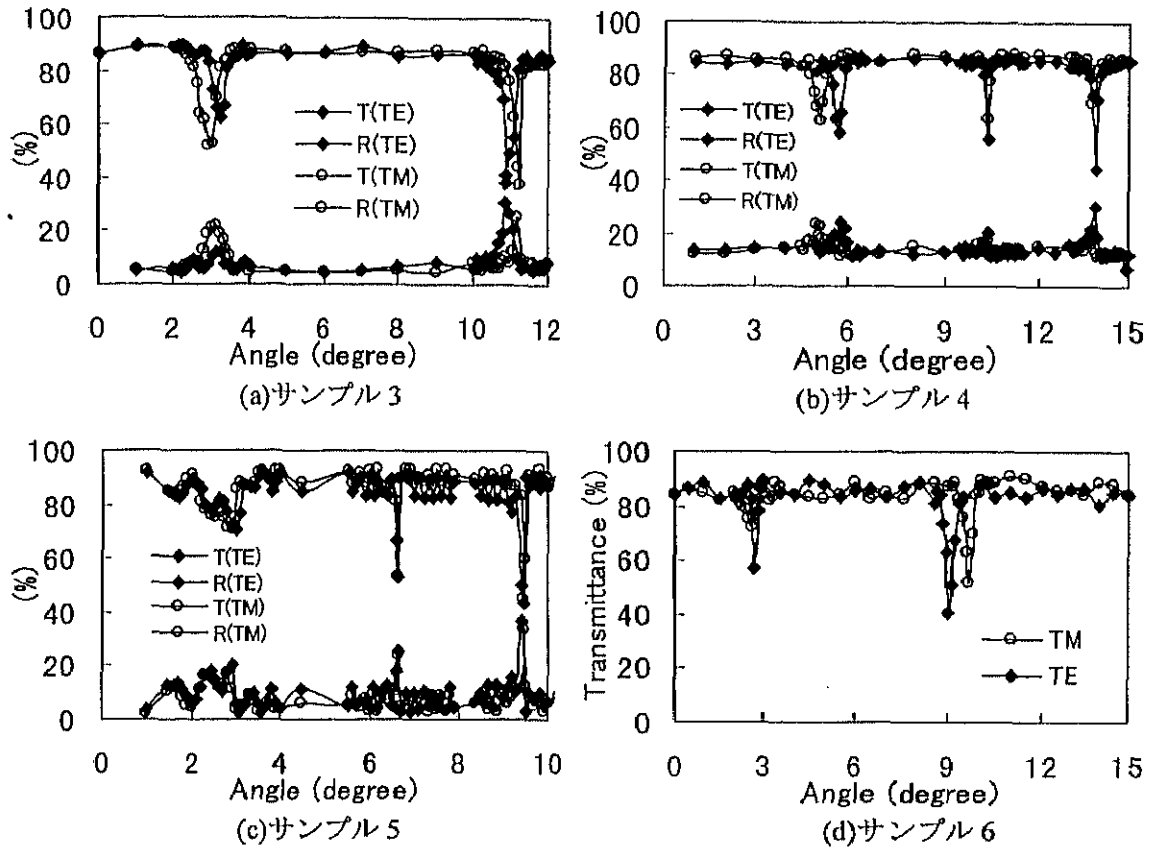 100
80
60
40
20
0
(%)
T(TE)
R(TE)
T(TM)
R(TM)
0 2 4 6 8 10 12
Angle (degree)
(a)サンプル 3
100
80
60
40
20
0
(%)
T(TE)
R(TE)
T(TM)
R(TM)
0 3 6 9 12 15
Angle (degree)
(b)サンプル 4
100
80
60
40
20
0
(%)
T(TE)
R(TE)
T(TM)
R(TM)
0 2 4 6 8 10
Angle (degree)
(c)サンプル 5
100
80
60
40
20
0
Transmittance (%)
TM
TE
0 3 6 9 12 15
Angle (degree)
(d)サンプル 6